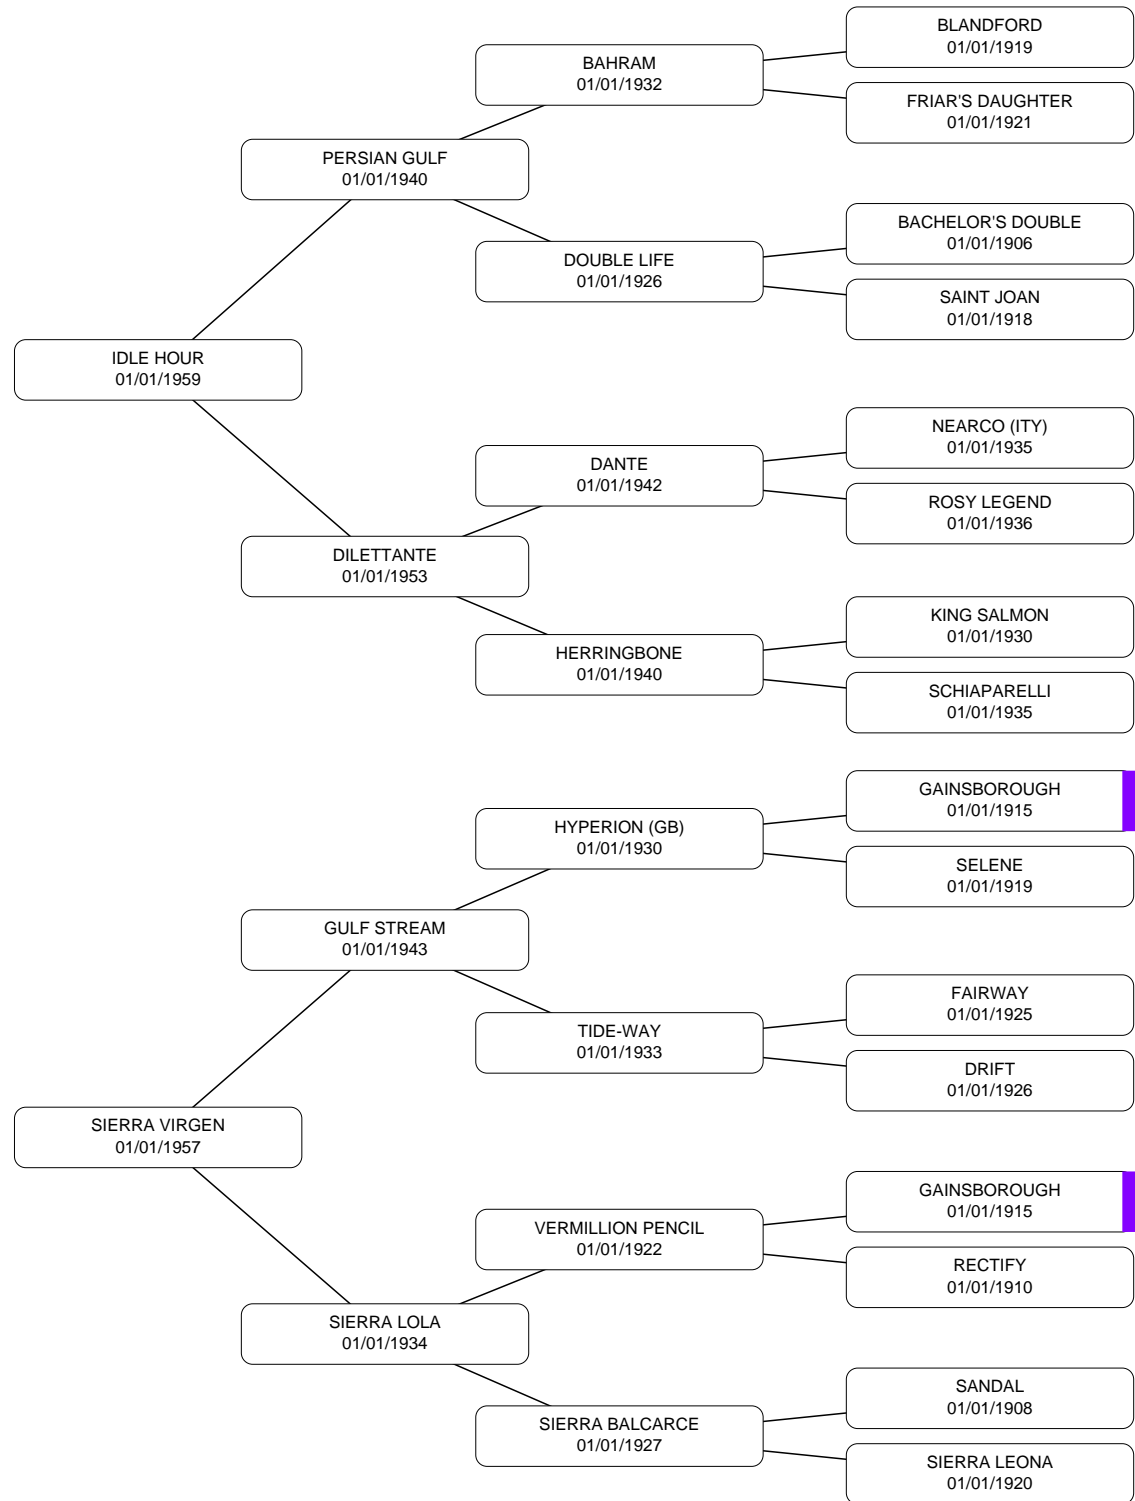 BLANDFORD
01/01/1919
BAHRAM
01/01/1932
FRIAR'S DAUGHTER
01/01/1921
PERSIAN GULF
01/01/1940
BACHELOR'S DOUBLE
01/01/1906
DOUBLE LIFE
01/01/1926
SAINT JOAN
01/01/1918
IDLE HOUR
01/01/1959
NEARCO (ITY)
01/01/1935
DANTE
01/01/1942
ROSY LEGEND
01/01/1936
DILETTANTE
01/01/1953
KING SALMON
01/01/1930
HERRINGBONE
01/01/1940
SCHIAPARELLI
01/01/1935
GAINSBOROUGH
01/01/1915
HYPERION (GB)
01/01/1930
SELENE
01/01/1919
GULF STREAM
01/01/1943
FAIRWAY
01/01/1925
TIDE-WAY
01/01/1933
DRIFT
01/01/1926
SIERRA VIRGEN
01/01/1957
GAINSBOROUGH
01/01/1915
VERMILLION PENCIL
01/01/1922
RECTIFY
01/01/1910
SIERRA LOLA
01/01/1934
SANDAL
01/01/1908
SIERRA BALCARCE
01/01/1927
SIERRA LEONA
01/01/1920